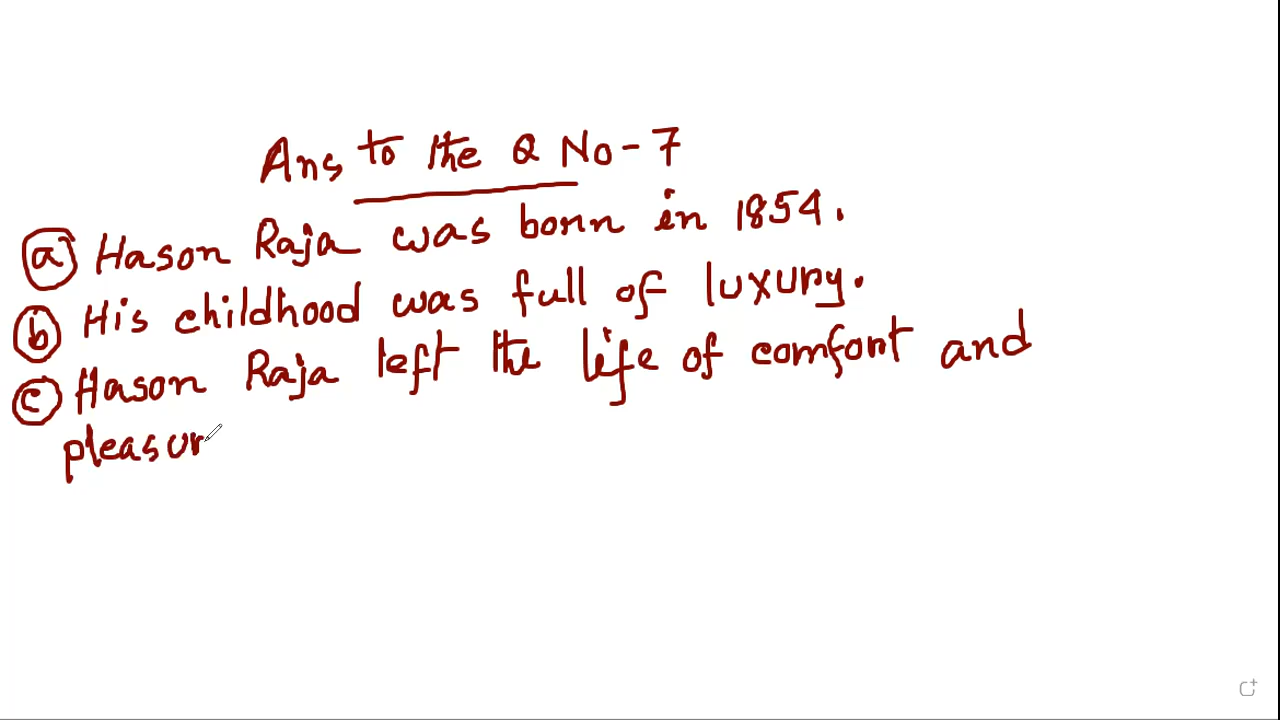 Ans to the Q No-7
a) Hason Raja was born in 1854.
b) His childhood was full of luxury.
c) Hason Raja left the life of comfort and
pleasur